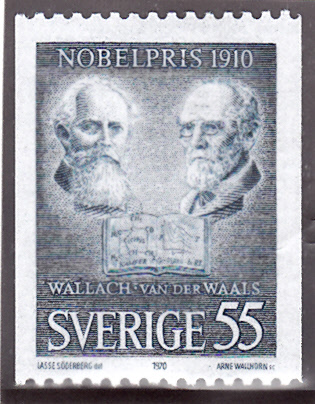 NOBELPRIS 1910
WALLACH · VAN DER WAALS
SVERIGE 55
LASSE SÖDERBERG del 1970 ARNE WALLHORN sc